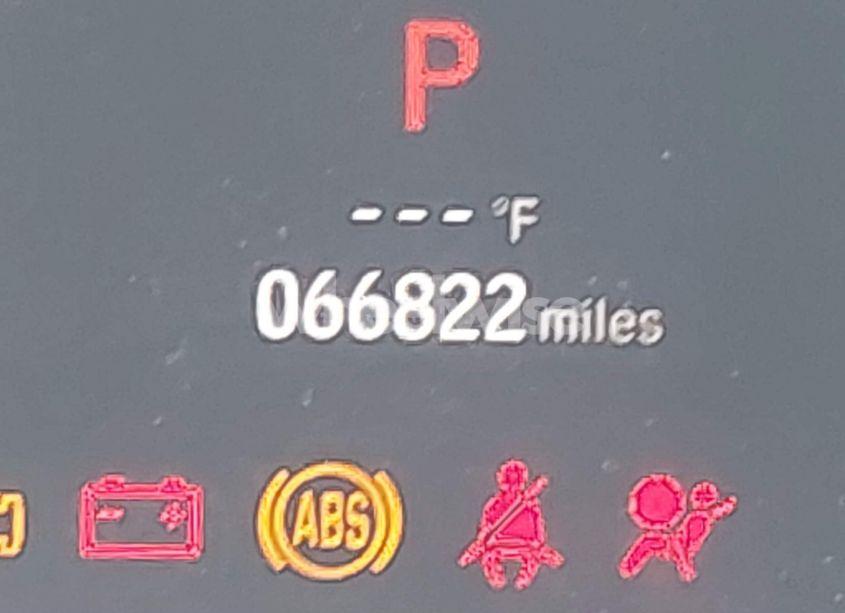 P
--- °F
066822 miles
ABS